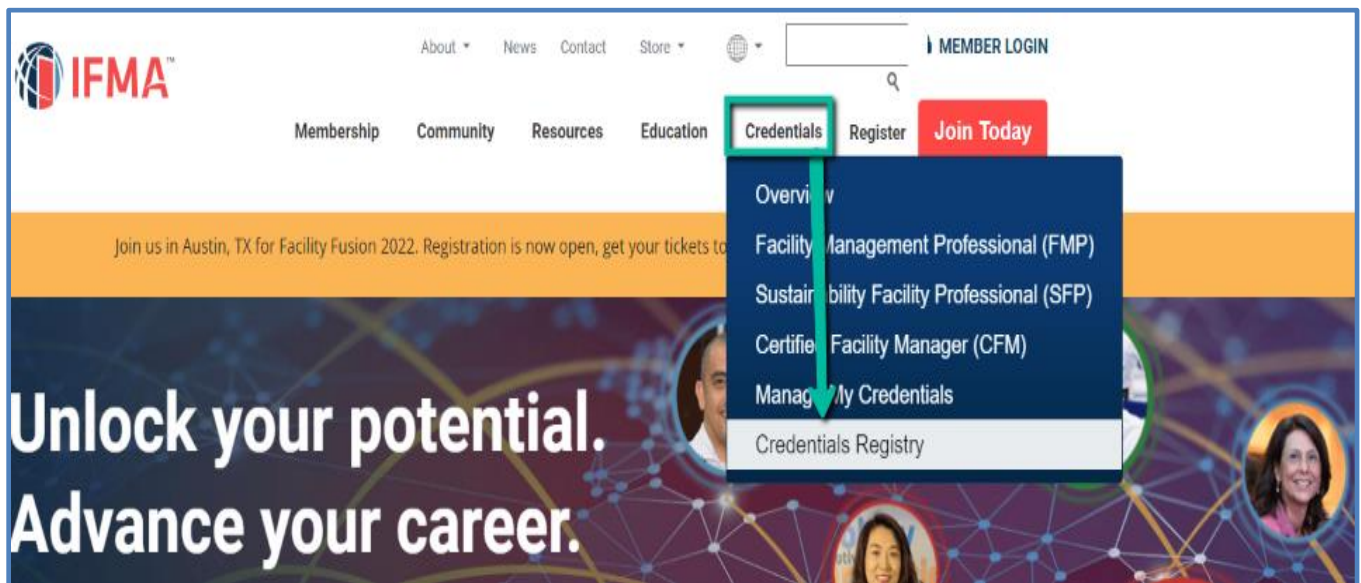 About News Contact Store MEMBER LOGIN
IFMA™
Membership Community Resources Education Credentials Register Join Today
Overview
Join us in Austin, TX for Facility Fusion 2022. Registration is now open, get your tickets to
Facility Management Professional (FMP)
Sustainability Facility Professional (SFP)
Certified Facility Manager (CFM)
Manage My Credentials
Credentials Registry
Unlock your potential.
Advance your career.